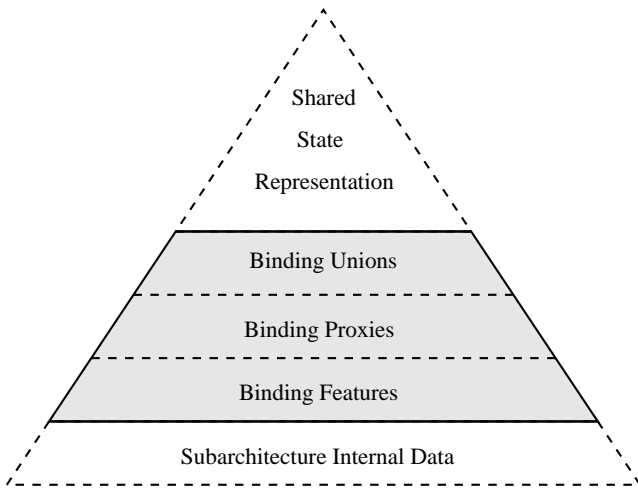 Shared
State
Representation
Binding Unions
Binding Proxies
Binding Features
Subarchitecture Internal Data